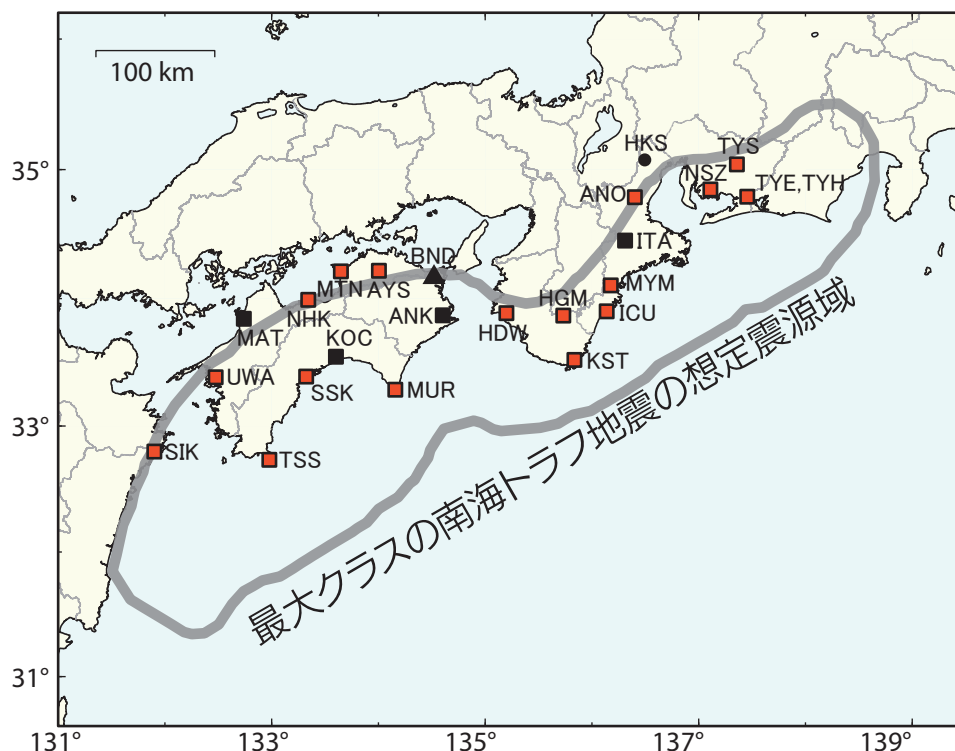 100 km
HKS
TYS
35°
NSZ
TYE,TYH
ANO
ITA
BND
MTN
AYS
MYM
NHK
HGM
ANK
ICU
MAT
KOC
HDW
KST
UWA
SSK
MUR
33°
SIK
TSS
最大クラスの南海トラフ地震の想定震源域
31°
131°
133°
135°
137°
139°